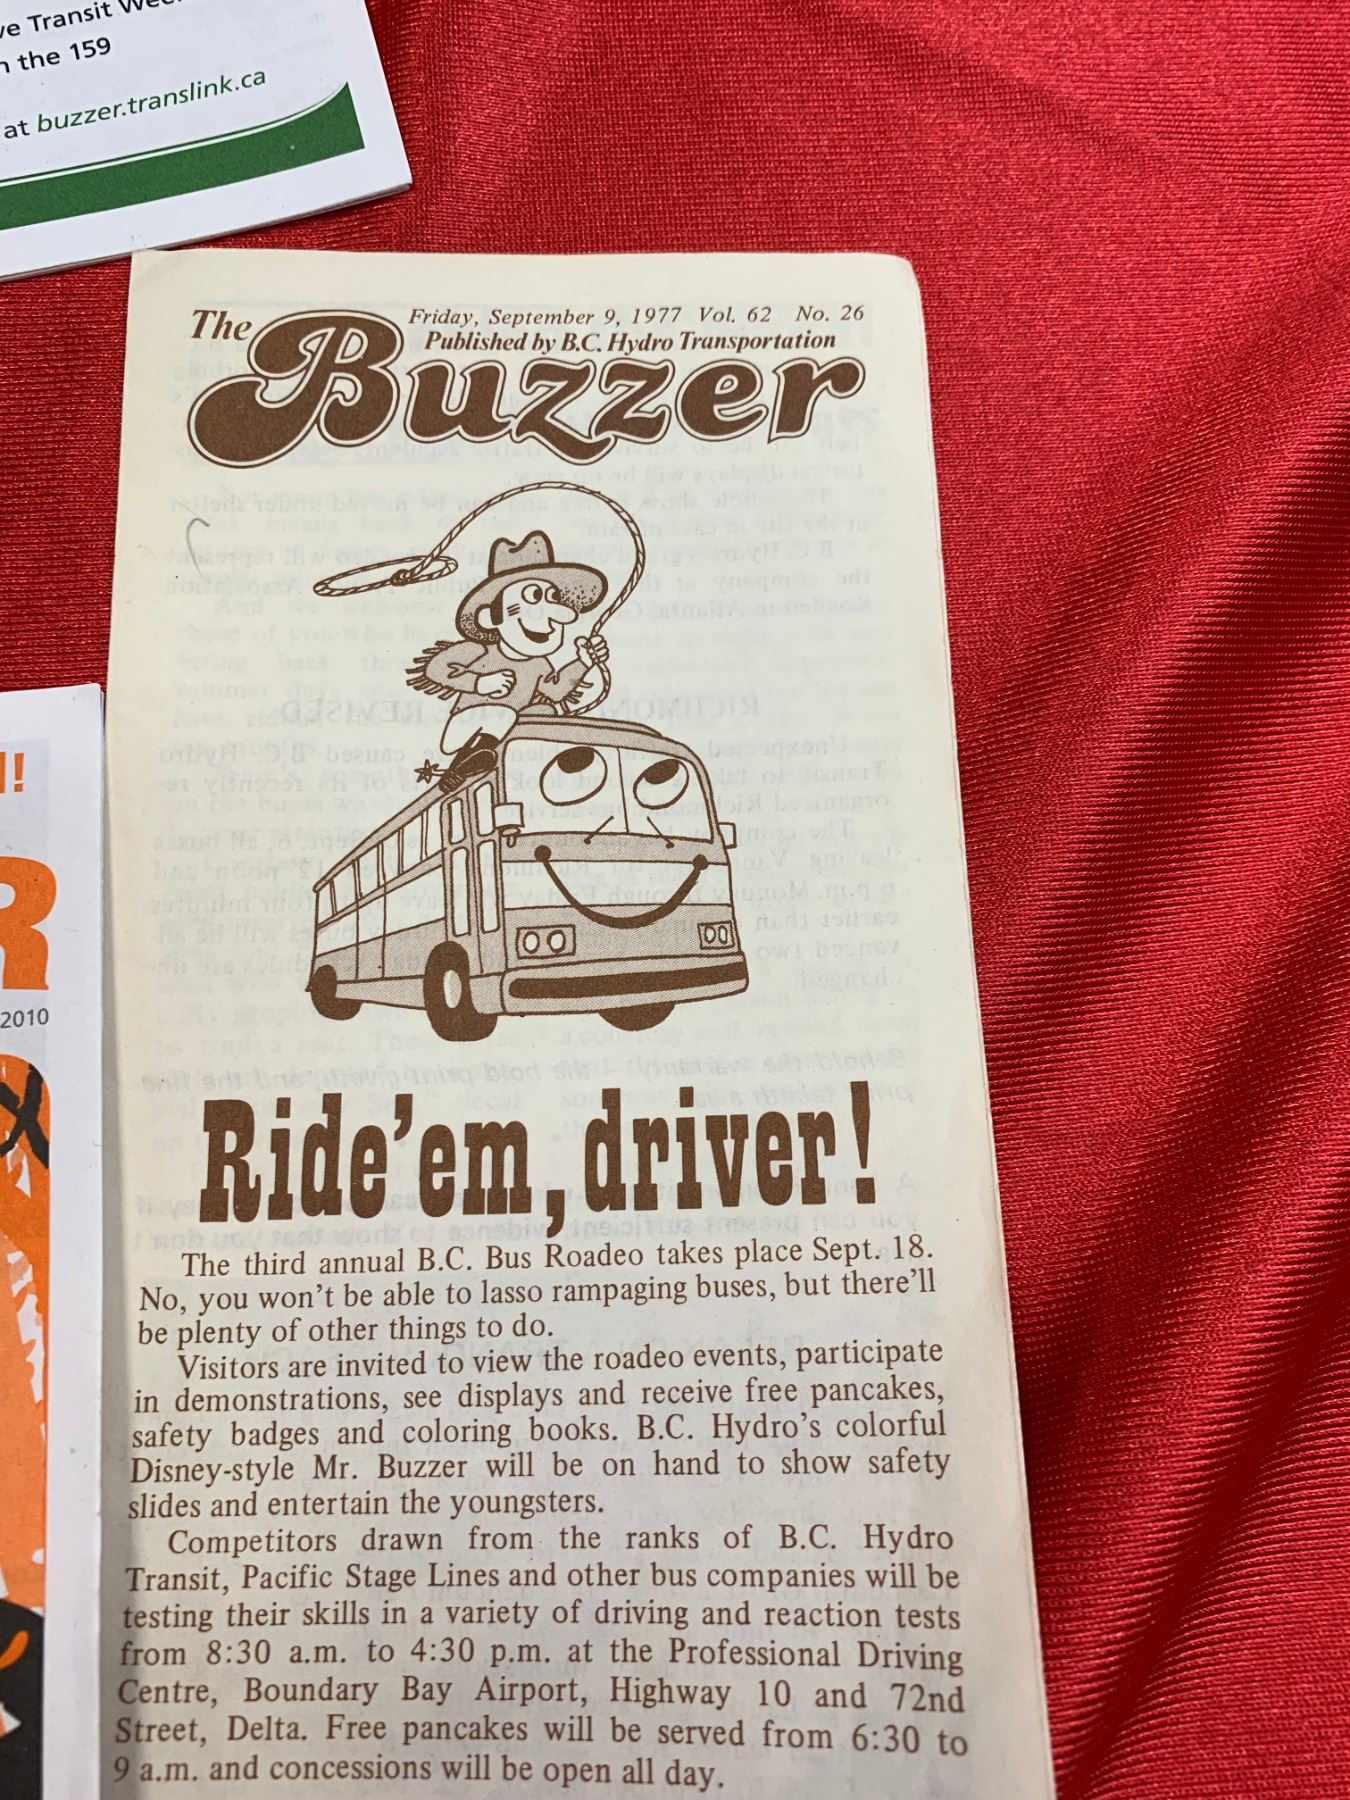 ve Transit
n the 159
at buzzer.translink.ca
The Buzzer
Friday, September 9, 1977 Vol. 62 No. 26
Published by B.C. Hydro Transportation
!
R
2010
Ride'em, driver!
The third annual B.C. Bus Roadeo takes place Sept. 18.
No, you won't be able to lasso rampaging buses, but there'll
be plenty of other things to do.
Visitors are invited to view the roadeo events, participate
in demonstrations, see displays and receive free pancakes,
safety badges and coloring books. B.C. Hydro's colorful
Disney-style Mr. Buzzer will be on hand to show safety
slides and entertain the youngsters.
Competitors drawn from the ranks of B.C. Hydro
Transit, Pacific Stage Lines and other bus companies will be
testing their skills in a variety of driving and reaction tests
from 8:30 a.m. to 4:30 p.m. at the Professional Driving
Centre, Boundary Bay Airport, Highway 10 and 72nd
Street, Delta. Free pancakes will be served from 6:30 to
9 a.m. and concessions will be open all day.